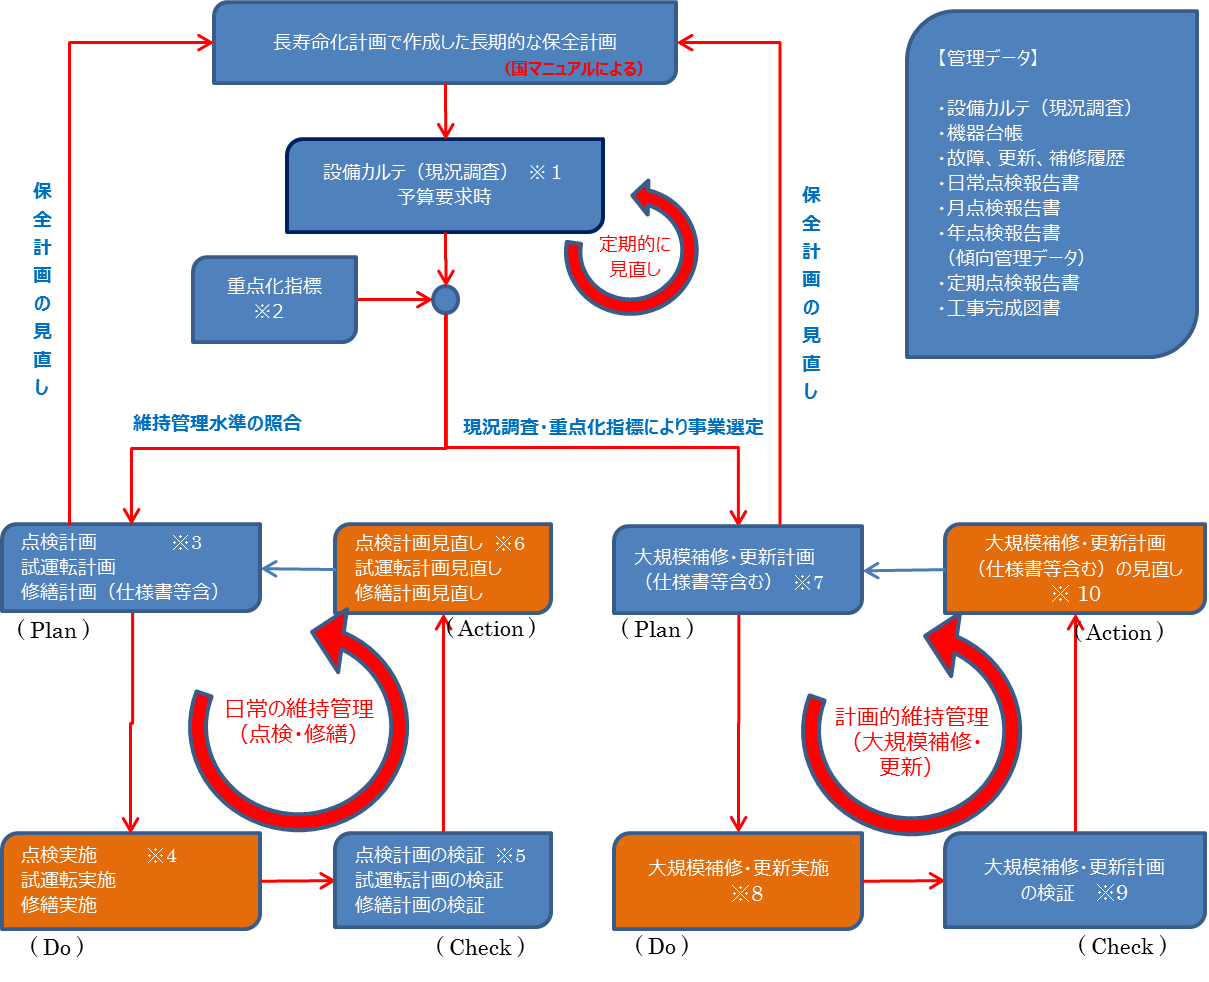 長寿命化計画で作成した長期的な保全計画
（国マニュアルによる）
設備カルテ（現況調査）　※１
予算要求時
定期的に
見直し
重点化指標
※2
保全計画の見直し
保全計画の見直し
【管理データ】
・設備カルテ（現況調査）
・機器台帳
・故障、更新、補修履歴
・日常点検報告書
・月点検報告書
・年点検報告書
（傾向管理データ）
・定期点検報告書
・工事完成図書
維持管理水準の照合
現況調査・重点化指標により事業選定
点検計画　　　　※3
試運転計画
修繕計画（仕様書等含）
（Plan）
点検計画見直し ※6
試運転計画見直し
修繕計画見直し
（Action）
日常の維持管理
（点検・修繕）
点検実施　　　※4
試運転実施
修繕実施
（Do）
点検計画の検証 ※5
試運転計画の検証
修繕計画の検証
（Check）
大規模補修・更新計画
（仕様書等含む）　※7
（Plan）
大規模補修・更新計画
（仕様書等含む）の見直し
※ 10
（Action）
計画的維持管理
（大規模補修・
更新）
大規模補修・更新実施
※8
（Do）
大規模補修・更新計画
の検証　※9
（Check）